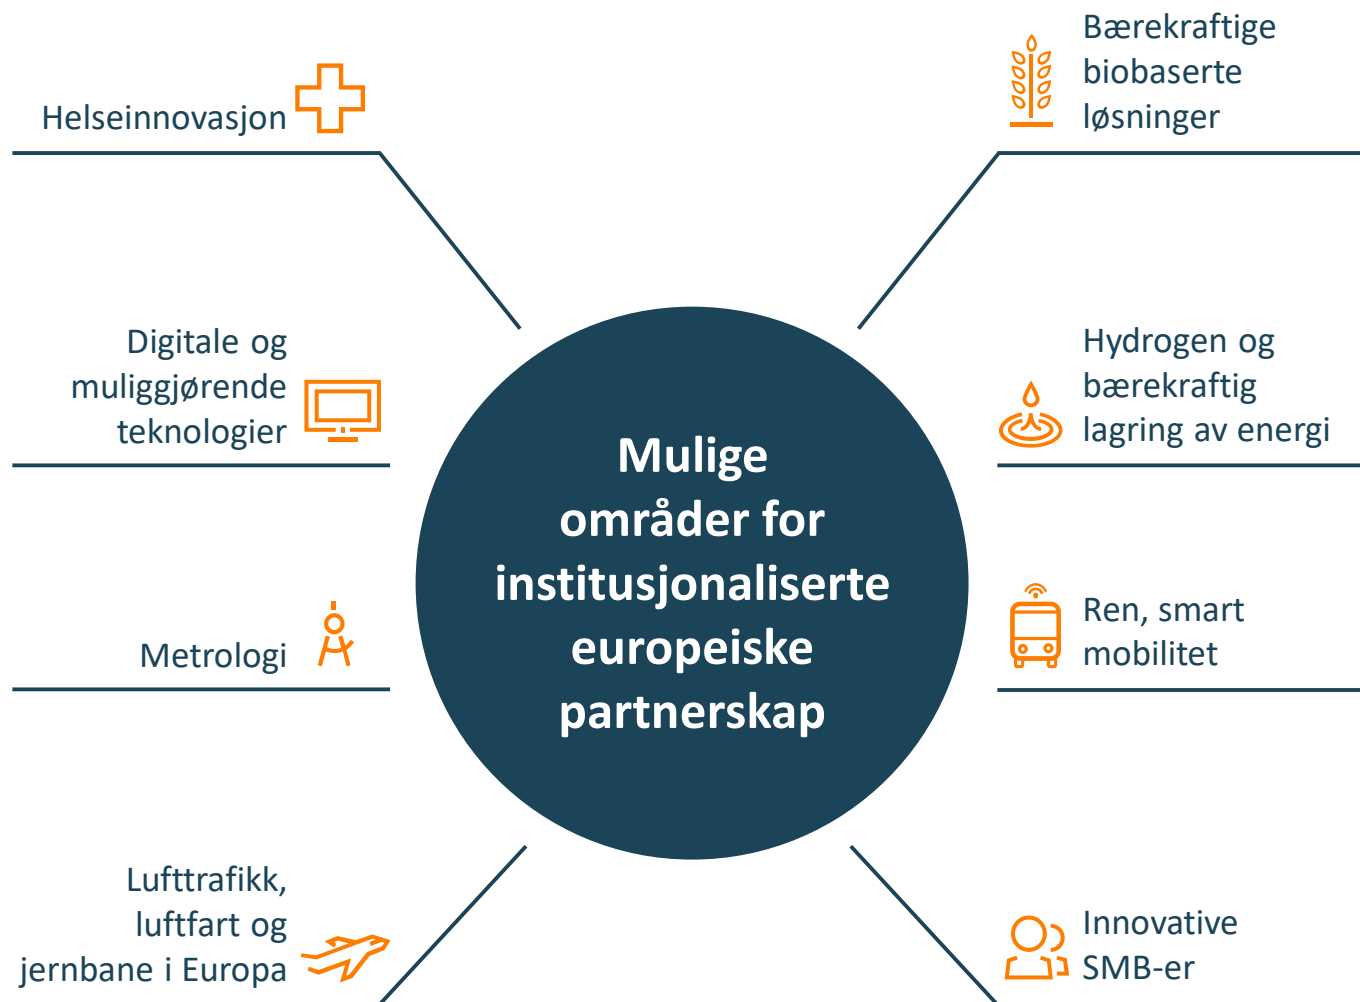 Helseinnovasjon
Bærekraftige
biobaserte
løsninger
Digitale og
muliggjørende
teknologier
Hydrogen og
bærekraftig
lagring av energi
Mulige
områder for
institusjonaliserte
europeiske
partnerskap
Metrologi
Ren, smart
mobilitet
Lufttrafikk,
luftfart og
jernbane i Europa
Innovative
SMB-er